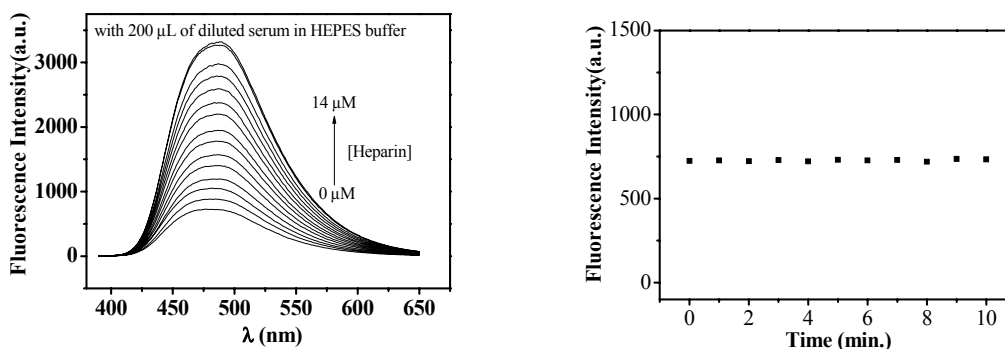 with 200 µL of diluted serum in HEPES buffer
Fluorescence Intensity(a.u.)
3000
2000
1000
0
14 µM
[Heparin]
0 µM
400 450 500 550 600 650
λ (nm)
Fluorescence Intensity(a.u.)
1500
1000
500
0
0 2 4 6 8 10
Time (min.)